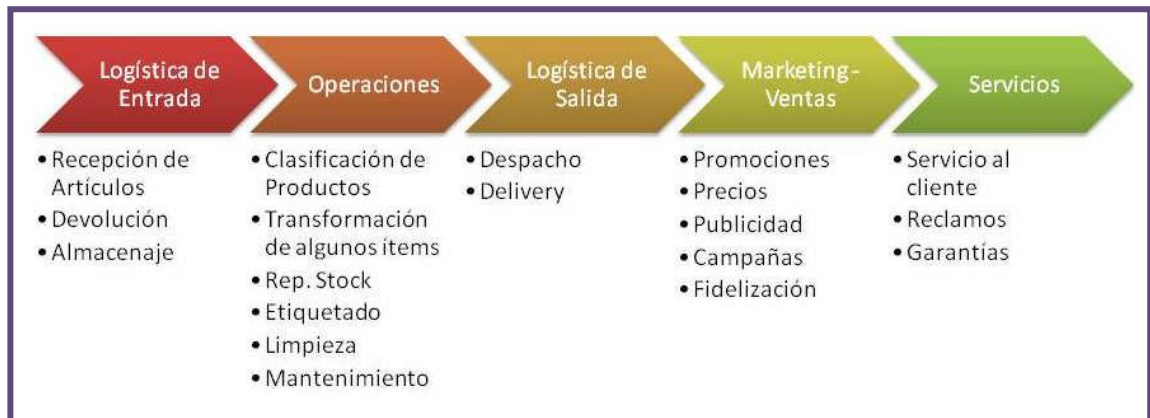 Logística de
Entrada
• Recepción de
Artículos
• Devolución
• Almacenaje
Operaciones
• Clasificación de
Productos
• Transformación
de algunos ítems
• Rep. Stock
• Etiquetado
• Limpieza
• Mantenimiento
Logística de
Salida
• Despacho
• Delivery
Marketing-
Ventas
• Promociones
• Precios
• Publicidad
• Campañas
• Fidelización
Servicios
• Servicio al
cliente
• Reclamos
• Garantías